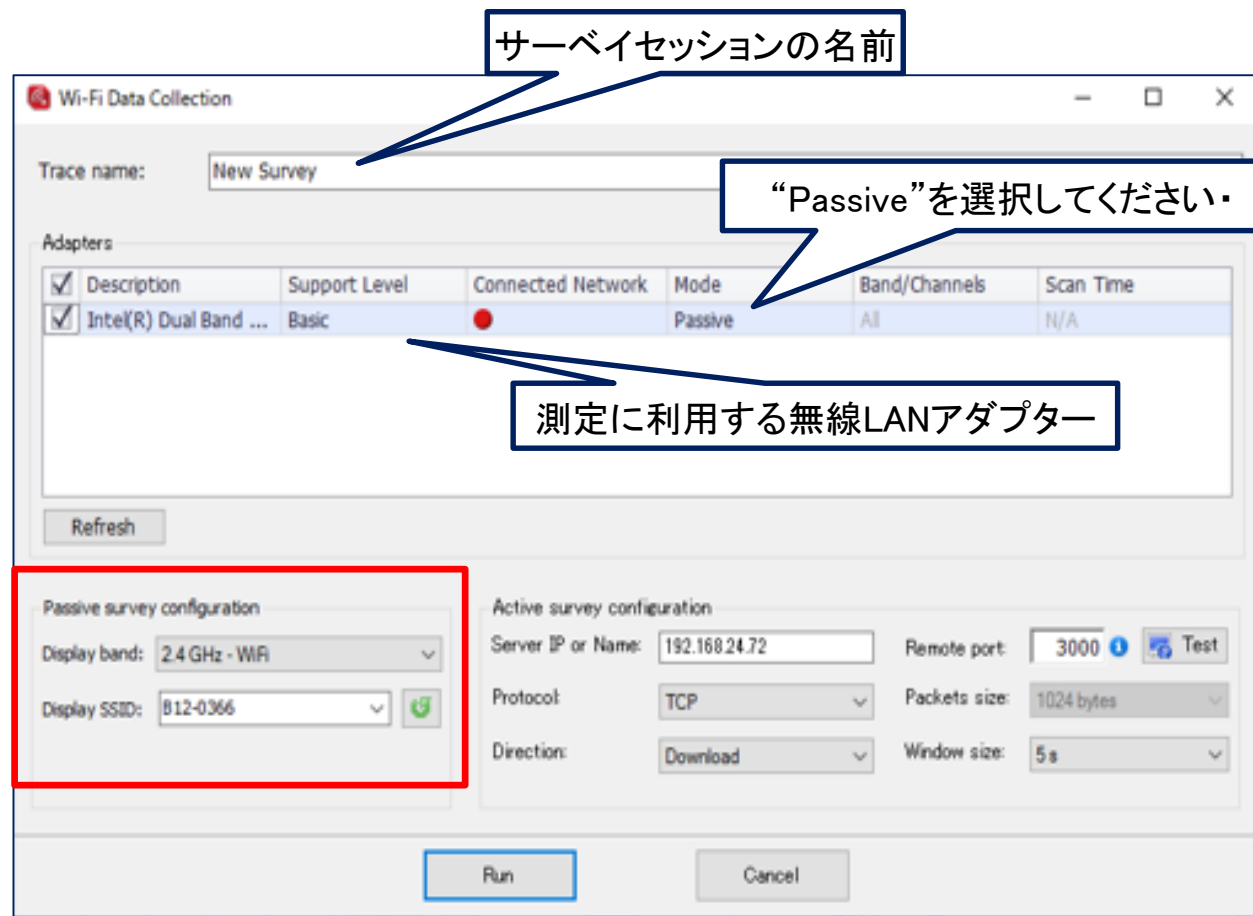 サーベイセッションの名前
Wi-Fi Data Collection
Trace name: New Survey
“Passive”を選択してください・
Adapters
Description Support Level Connected Network Mode Band/Channels Scan Time
Intel(R) Dual Band ... Basic Passive All N/A
測定に利用する無線LANアダプター
Refresh
Passive survey configuration
Display band: 2.4 GHz - WiFi
Display SSID: B12-0366
Active survey configuration
Server IP or Name: 192.168.24.72 Remote port: 3000 Test
Protocol: TCP Packets size: 1024 bytes
Direction: Download Window size: 5 s
Run Cancel